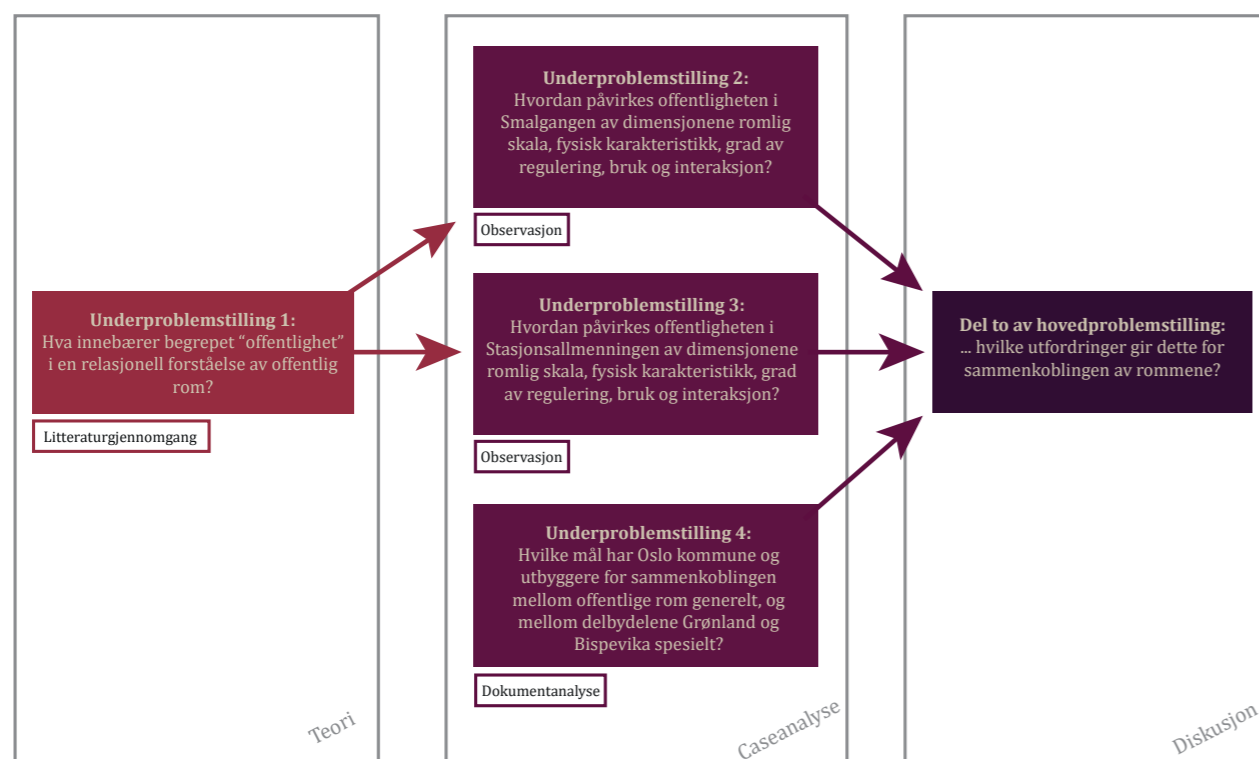 Underproblemstilling 1:
Hva innebærer begrepet “offentlighet”
i en relasjonell forståelse av offentlig
rom?
Litteraturgjennomgang
Teori
Underproblemstilling 2:
Hvordan påvirkes offentligheten i
Smalgangen av dimensjonene romlig
skala, fysisk karakteristikk, grad av
regulering, bruk og interaksjon?
Observasjon
Underproblemstilling 3:
Hvordan påvirkes offentligheten i
Stasjonsallmenningen av dimensjonene
romlig skala, fysisk karakteristikk, grad
av regulering, bruk og interaksjon?
Observasjon
Underproblemstilling 4:
Hvilke mål har Oslo kommune og
utbyggere for sammenkoblingen
mellom offentlige rom generelt, og
mellom delbydelene Grønland og
Bispevika spesielt?
Dokumentanalyse
Caseanalyse
Del to av hovedproblemstilling:
... hvilke utfordringer gir dette for
sammenkoblingen av rommene?
Diskusjon